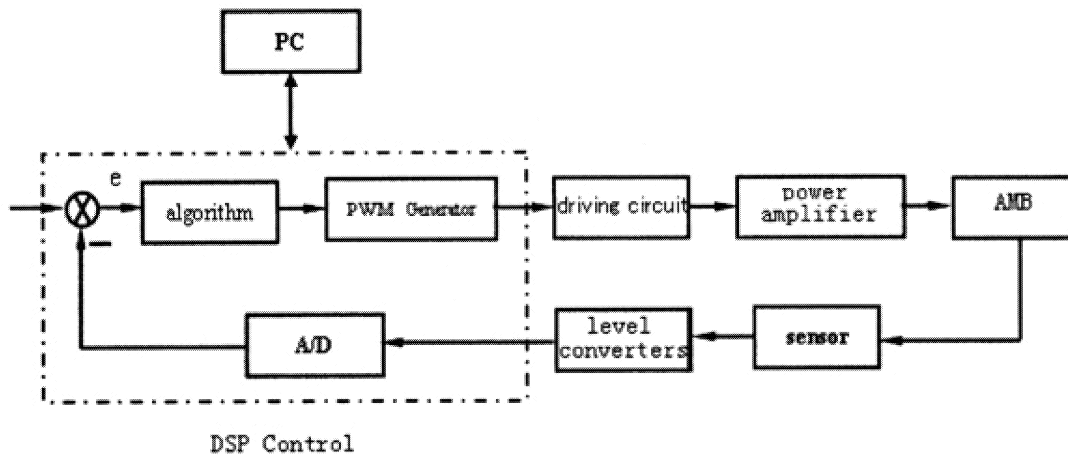 PC
e
algorithm
PWM Generator
driving circuit
power
amplifier
AMB
−
A/D
level
converters
sensor
DSP Control